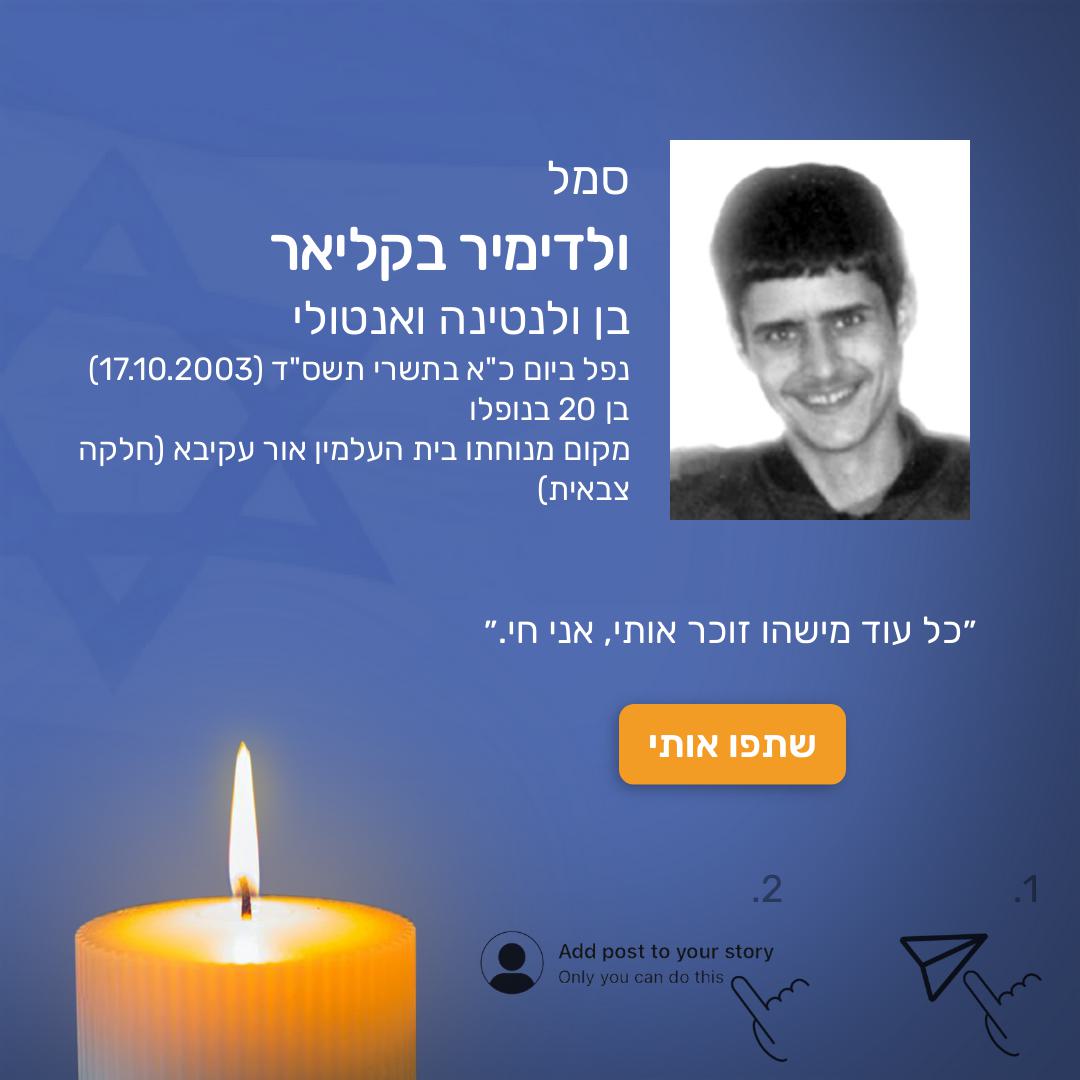 סמל
ולדימיר בקליאר
בן ולנטינה ואנטולי
נפל ביום כ"א בתשרי תשס"ד (17.10.2003)
בן 20 בנופלו
מקום מנוחתו בית העלמין אור עקיבא (חלקה
צבאית)
״כל עוד מישהו זוכר אותי, אני חי.״
שתפו אותי
.1
.2
Add post to your story
Only you can do this